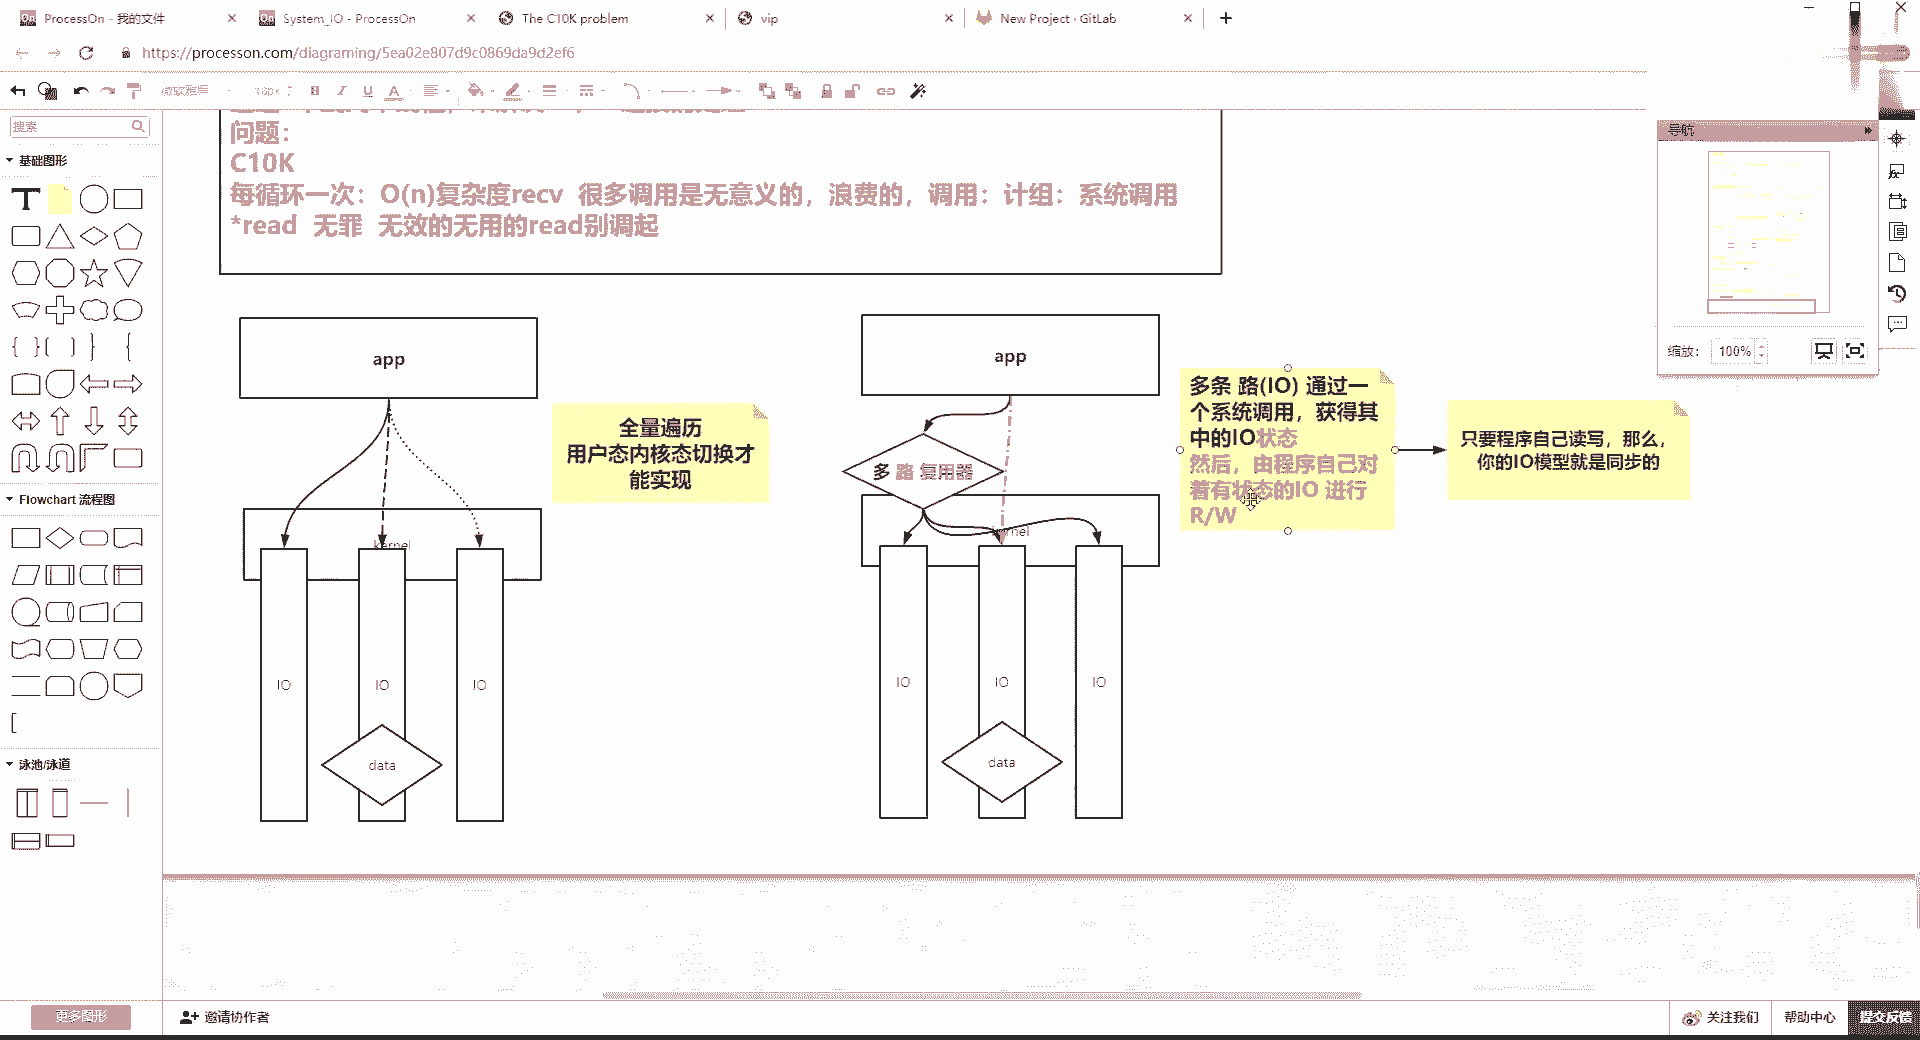 ProcessOn - 我的文件
System_IO - ProcessOn
The C10K problem
vip
New Project · GitLab
https://processon.com/diagraming/5ea02e807d9c0869da9d2ef6
B I U A
搜索
基础图形
T
Flowchart 流程图
泳池/泳道
更多图形
问题：
C10K
每循环一次：O(n)复杂度recv 很多调用是无意义的，浪费的，调用：计组：系统调用
*read 无罪 无效的无用的read别调起
app
全量遍历
用户态内核态切换才
能实现
kernel
IO
IO
IO
data
app
多 路 复用器
IO
IO
IO
data
多条 路(IO) 通过一
个系统调用，获得其
中的IO状态
然后，由程序自己对
着有状态的IO 进行
R/W
只要程序自己读写，那么，
你的IO模型就是同步的
导航
缩放：
100%
邀请协作者
关注我们
帮助中心
提交反馈